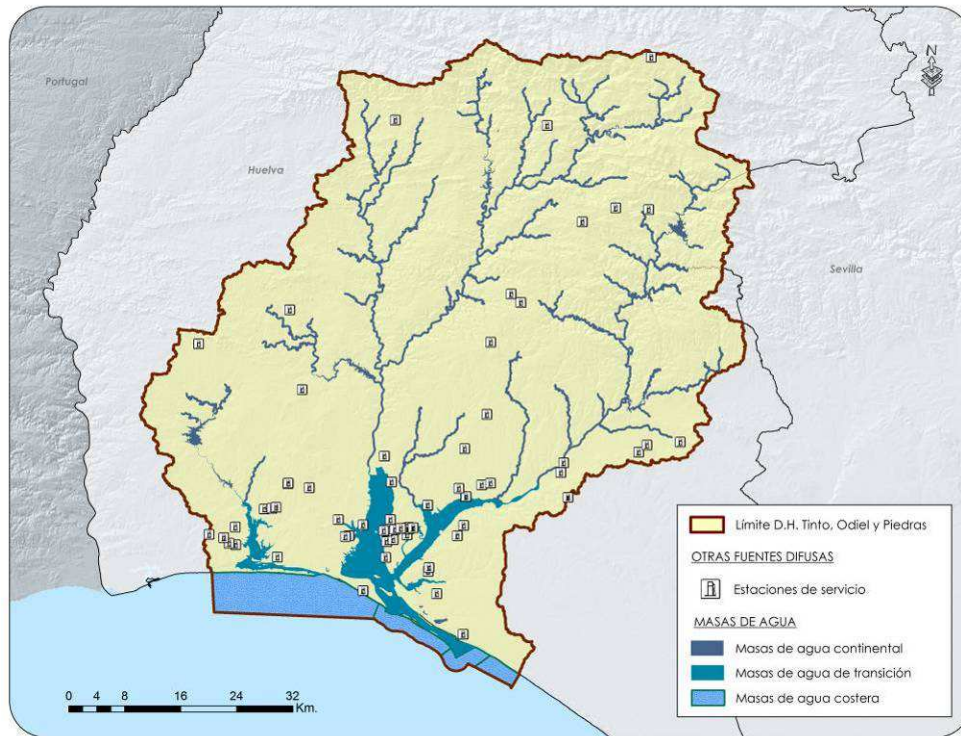 Portugal
N
Huelva
Sevilla
Límite D.H. Tinto, Odiel y Piedras
OTRAS FUENTES DIFUSAS
Estaciones de servicio
MASAS DE AGUA
Masas de agua continental
Masas de agua de transición
Masas de agua costera
0 4 8 16 24 32
Km.